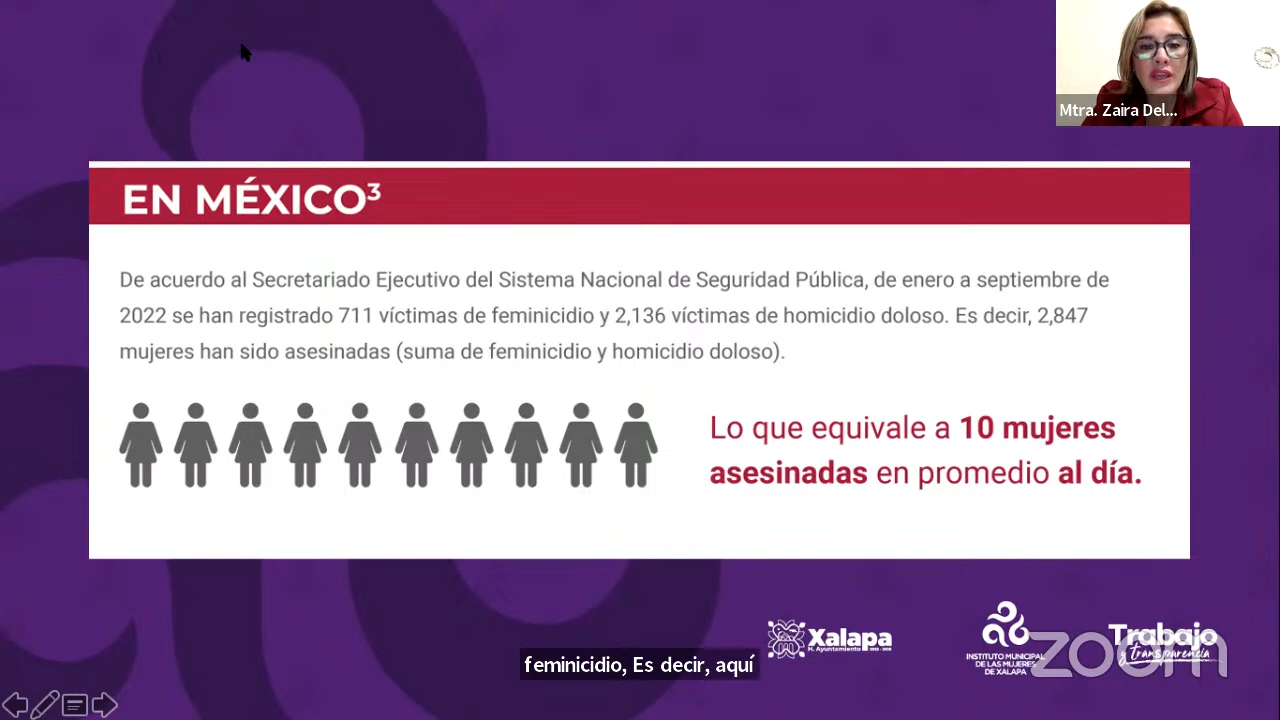 Mtra. Zaira Del...
EN MÉXICO³
De acuerdo al Secretariado Ejecutivo del Sistema Nacional de Seguridad Pública, de enero a septiembre de
2022 se han registrado 711 víctimas de feminicidio y 2,136 víctimas de homicidio doloso. Es decir, 2,847
mujeres han sido asesinadas (suma de feminicidio y homicidio doloso).
Lo que equivale a 10 mujeres
asesinadas en promedio al día.
Xalapa
H. Ayuntamiento 2022 - 2025
INSTITUTO MUNICIPAL
DE LAS MUJERES
DE XALAPA
Trabajo
y Transparencia
zoom
feminicidio, Es decir, aquí